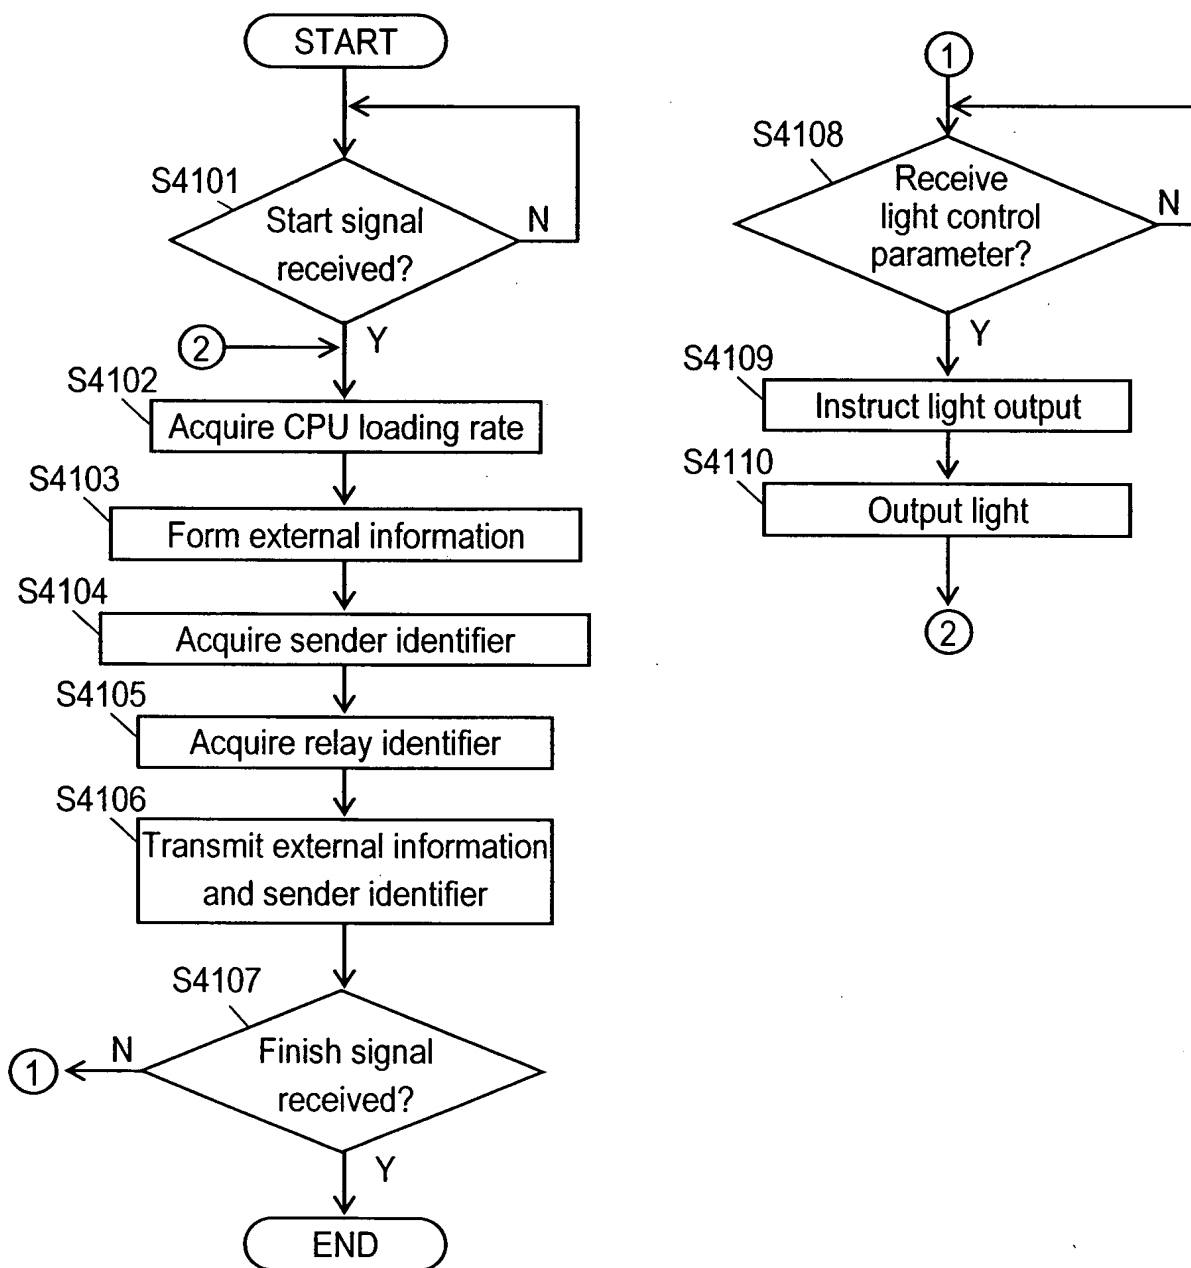 START
S4101
Start signal
received?
N
Y
2
S4102
Acquire CPU loading rate
S4103
Form external information
S4104
Acquire sender identifier
S4105
Acquire relay identifier
S4106
Transmit external information
and sender identifier
S4107
Finish signal
received?
N
1
Y
END
1
S4108
Receive
light control
parameter?
N
Y
S4109
Instruct light output
S4110
Output light
2